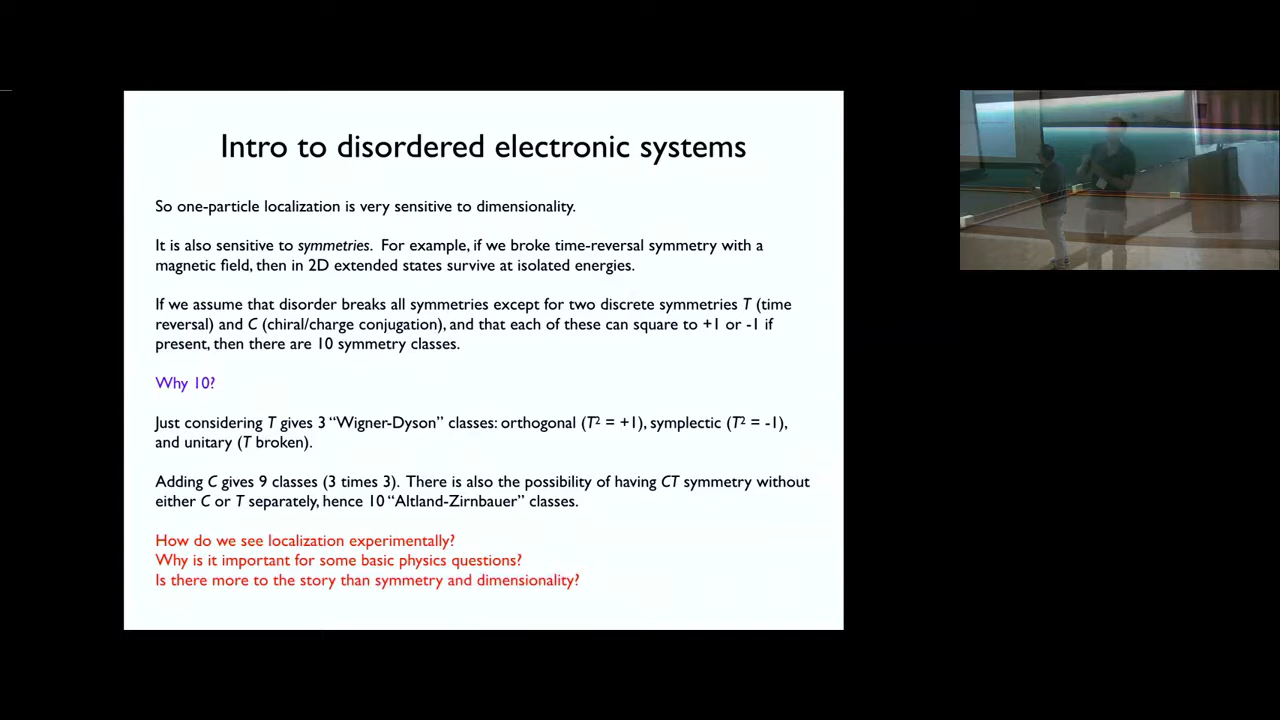 Intro to disordered electronic systems
So one-particle localization is very sensitive to dimensionality.
It is also sensitive to symmetries. For example, if we broke time-reversal symmetry with a
magnetic field, then in 2D extended states survive at isolated energies.
If we assume that disorder breaks all symmetries except for two discrete symmetries T (time
reversal) and C (chiral/charge conjugation), and that each of these can square to +1 or -1 if
present, then there are 10 symmetry classes.
Why 10?
Just considering T gives 3 “Wigner-Dyson” classes: orthogonal (T² = +1), symplectic (T² = -1),
and unitary (T broken).
Adding C gives 9 classes (3 times 3). There is also the possibility of having CT symmetry without
either C or T separately, hence 10 “Altland-Zirnbauer” classes.
How do we see localization experimentally?
Why is it important for some basic physics questions?
Is there more to the story than symmetry and dimensionality?